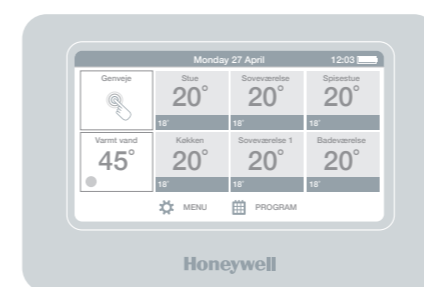 Monday 27 April 12:03
Genveje Stue Soveværelse Spisestue
20° 20° 20°
18° 18° 18°
Varmt vand Køkken Soveværelse 1 Badeværelse
45° 20° 20° 20°
18° 18° 18°
MENU PROGRAM
Honeywell